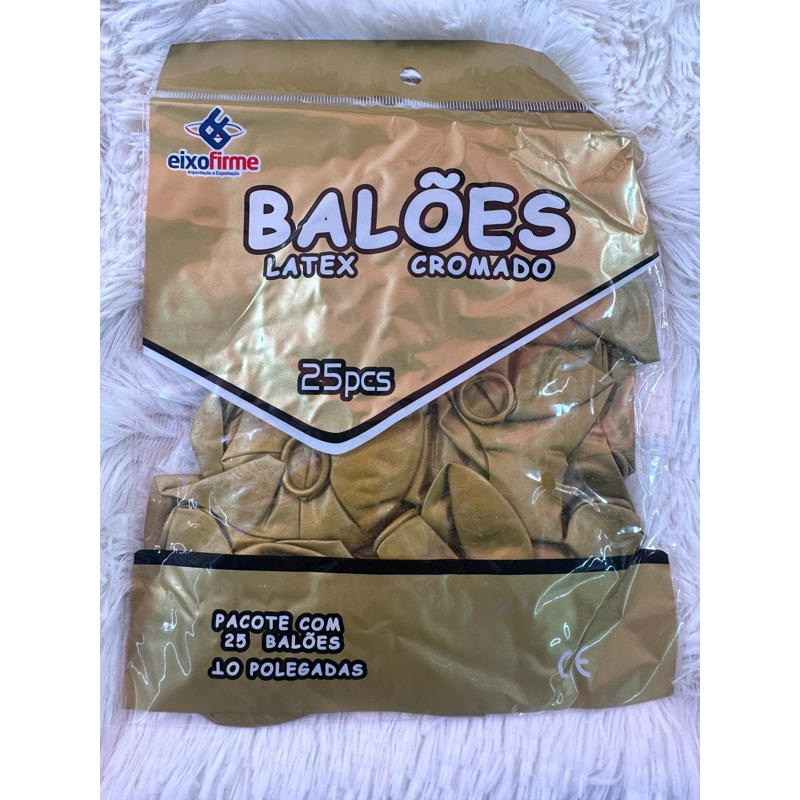 eixofirme
Importação e Exportação
BALÕES
LATEX CROMADO
25pcs
PACOTE COM
25 BALÕES
10 POLEGADAS
CE